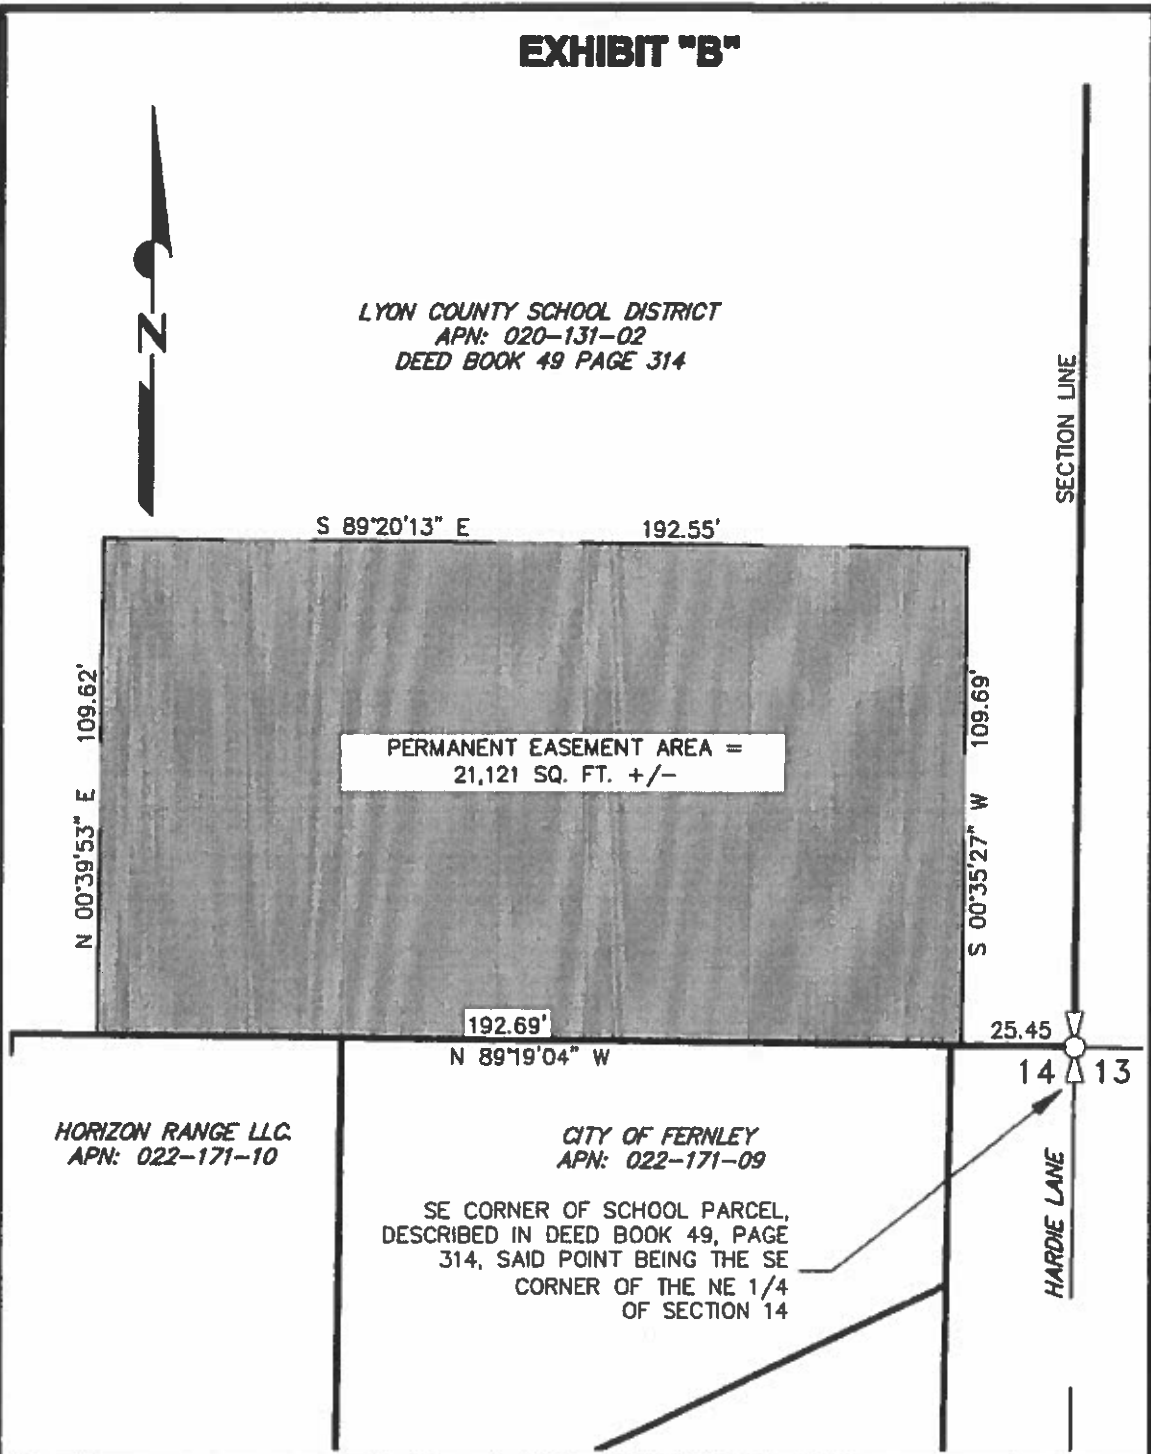 EXHIBIT "B"
N
LYON COUNTY SCHOOL DISTRICT
APN: 020-131-02
DEED BOOK 49 PAGE 314
SECTION LINE
S 89°20'13" E 192.55'
N 00°39'53" E 109.62'
PERMANENT EASEMENT AREA =
21,121 SQ. FT. +/-
S 00°35'27" W 109.69'
192.69'
N 89°19'04" W
25.45
14 13
HORIZON RANGE LLC.
APN: 022-171-10
CITY OF FERNLEY
APN: 022-171-09
SE CORNER OF SCHOOL PARCEL,
DESCRIBED IN DEED BOOK 49, PAGE
314, SAID POINT BEING THE SE
CORNER OF THE NE 1/4
OF SECTION 14
HARDIE LANE